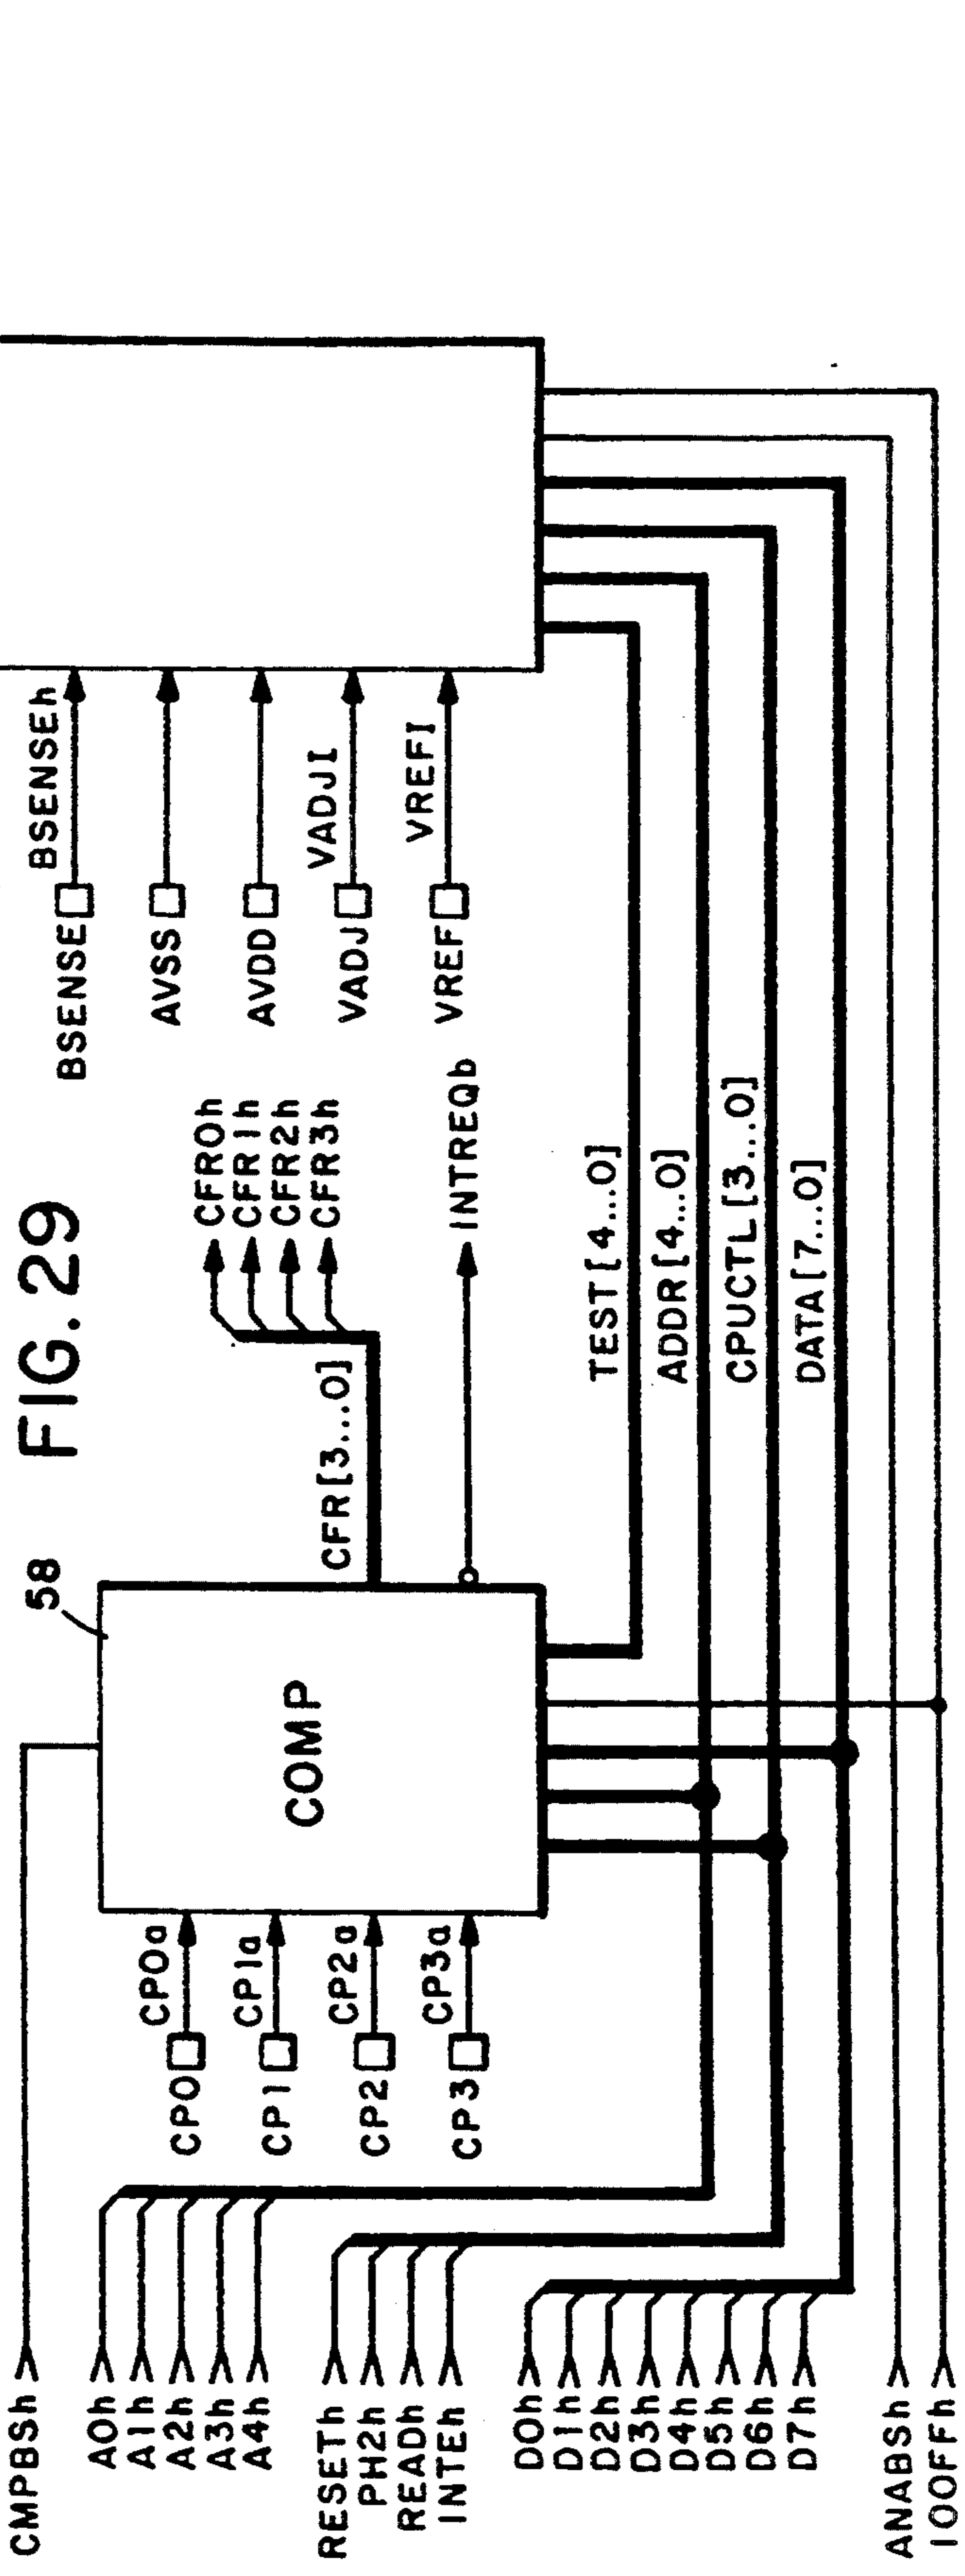 FIG. 29
58
CMPBSh
A0h
A1h
A2h
A3h
A4h
RESETh
PH2h
READh
INTEh
D0h
D1h
D2h
D3h
D4h
D5h
D6h
D7h
ANABSh
IOOFFh
CP0
CP0a
CP1
CP1a
CP2
CP2a
CP3
CP3a
COMP
CFR[3...0]
CFR0h
CFR1h
CFR2h
CFR3h
INTREQb
BSENSE
BSENSEh
AVSS
AVDD
VADJ
VADJI
VREF
VREFI
TEST[4...0]
ADDR[4...0]
CPUCTL[3...0]
DATA[7...0]